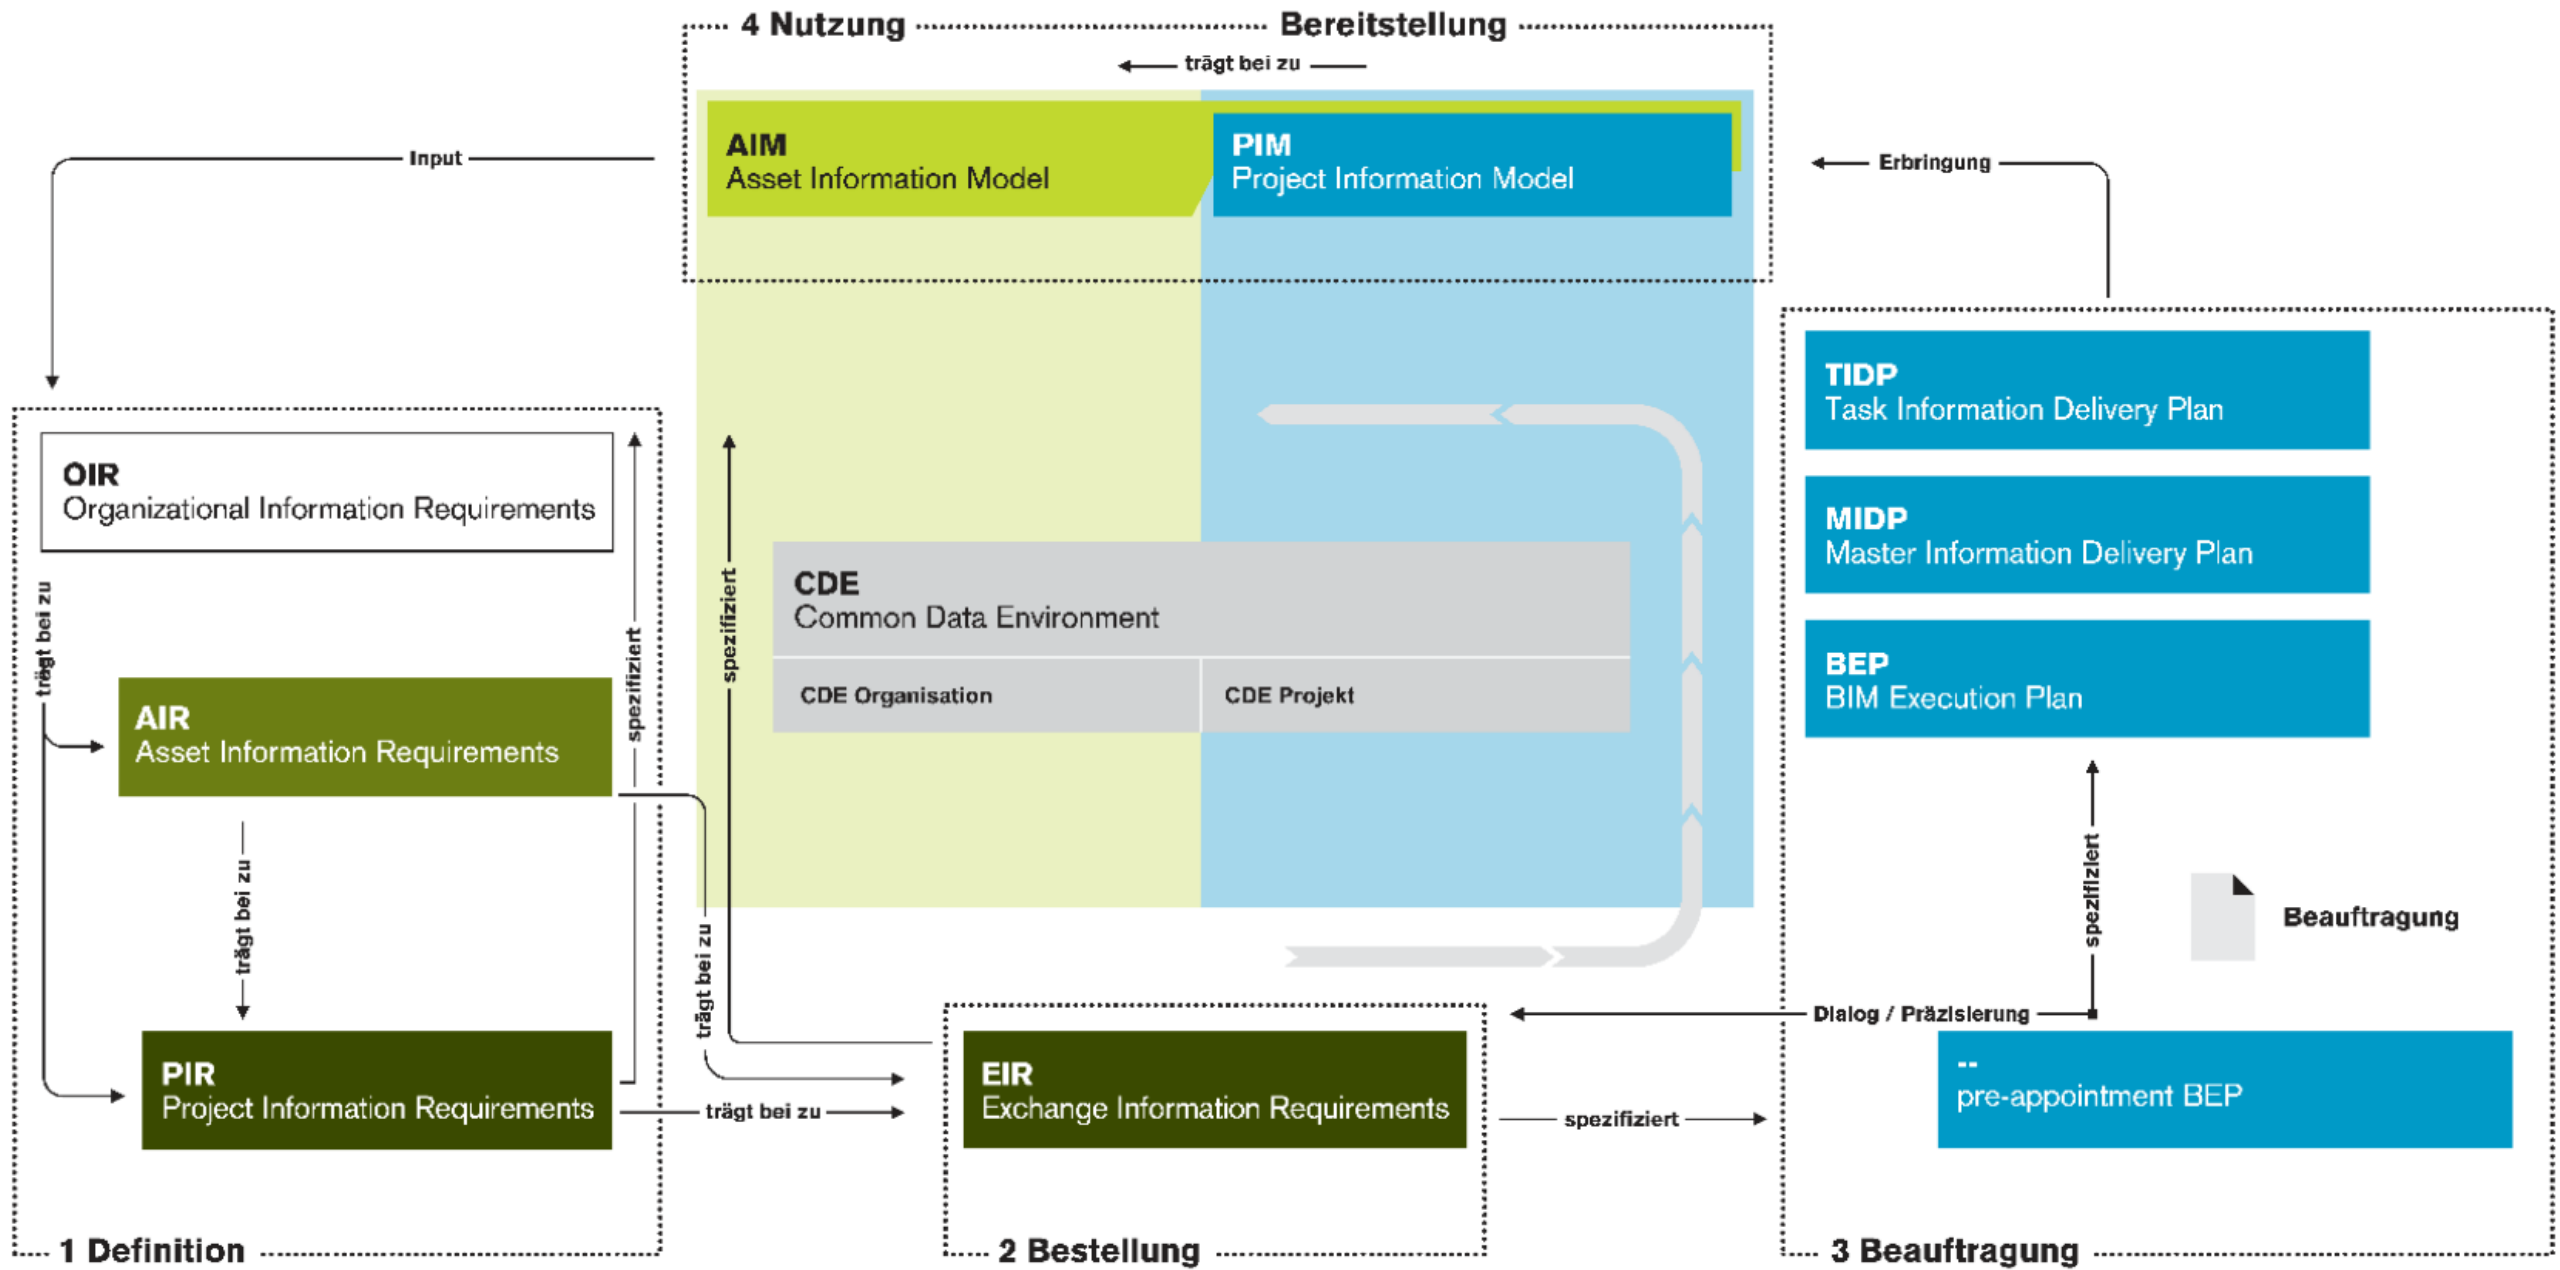 4 Nutzung
Bereitstellung
trägt bei zu
AIM
Asset Information Model
PIM
Project Information Model
Input
Erbringung
OIR
Organizational Information Requirements
trägt bei zu
AIR
Asset Information Requirements
trägt bei zu
spezifiziert
PIR
Project Information Requirements
1 Definition
trägt bei zu
trägt bei zu
spezifiziert
CDE
Common Data Environment
CDE Organisation
CDE Projekt
EIR
Exchange Information Requirements
2 Bestellung
spezifiziert
TIDP
Task Information Delivery Plan
MIDP
Master Information Delivery Plan
BEP
BIM Execution Plan
spezifiziert
Beauftragung
Dialog / Präzisierung
--
pre-appointment BEP
3 Beauftragung